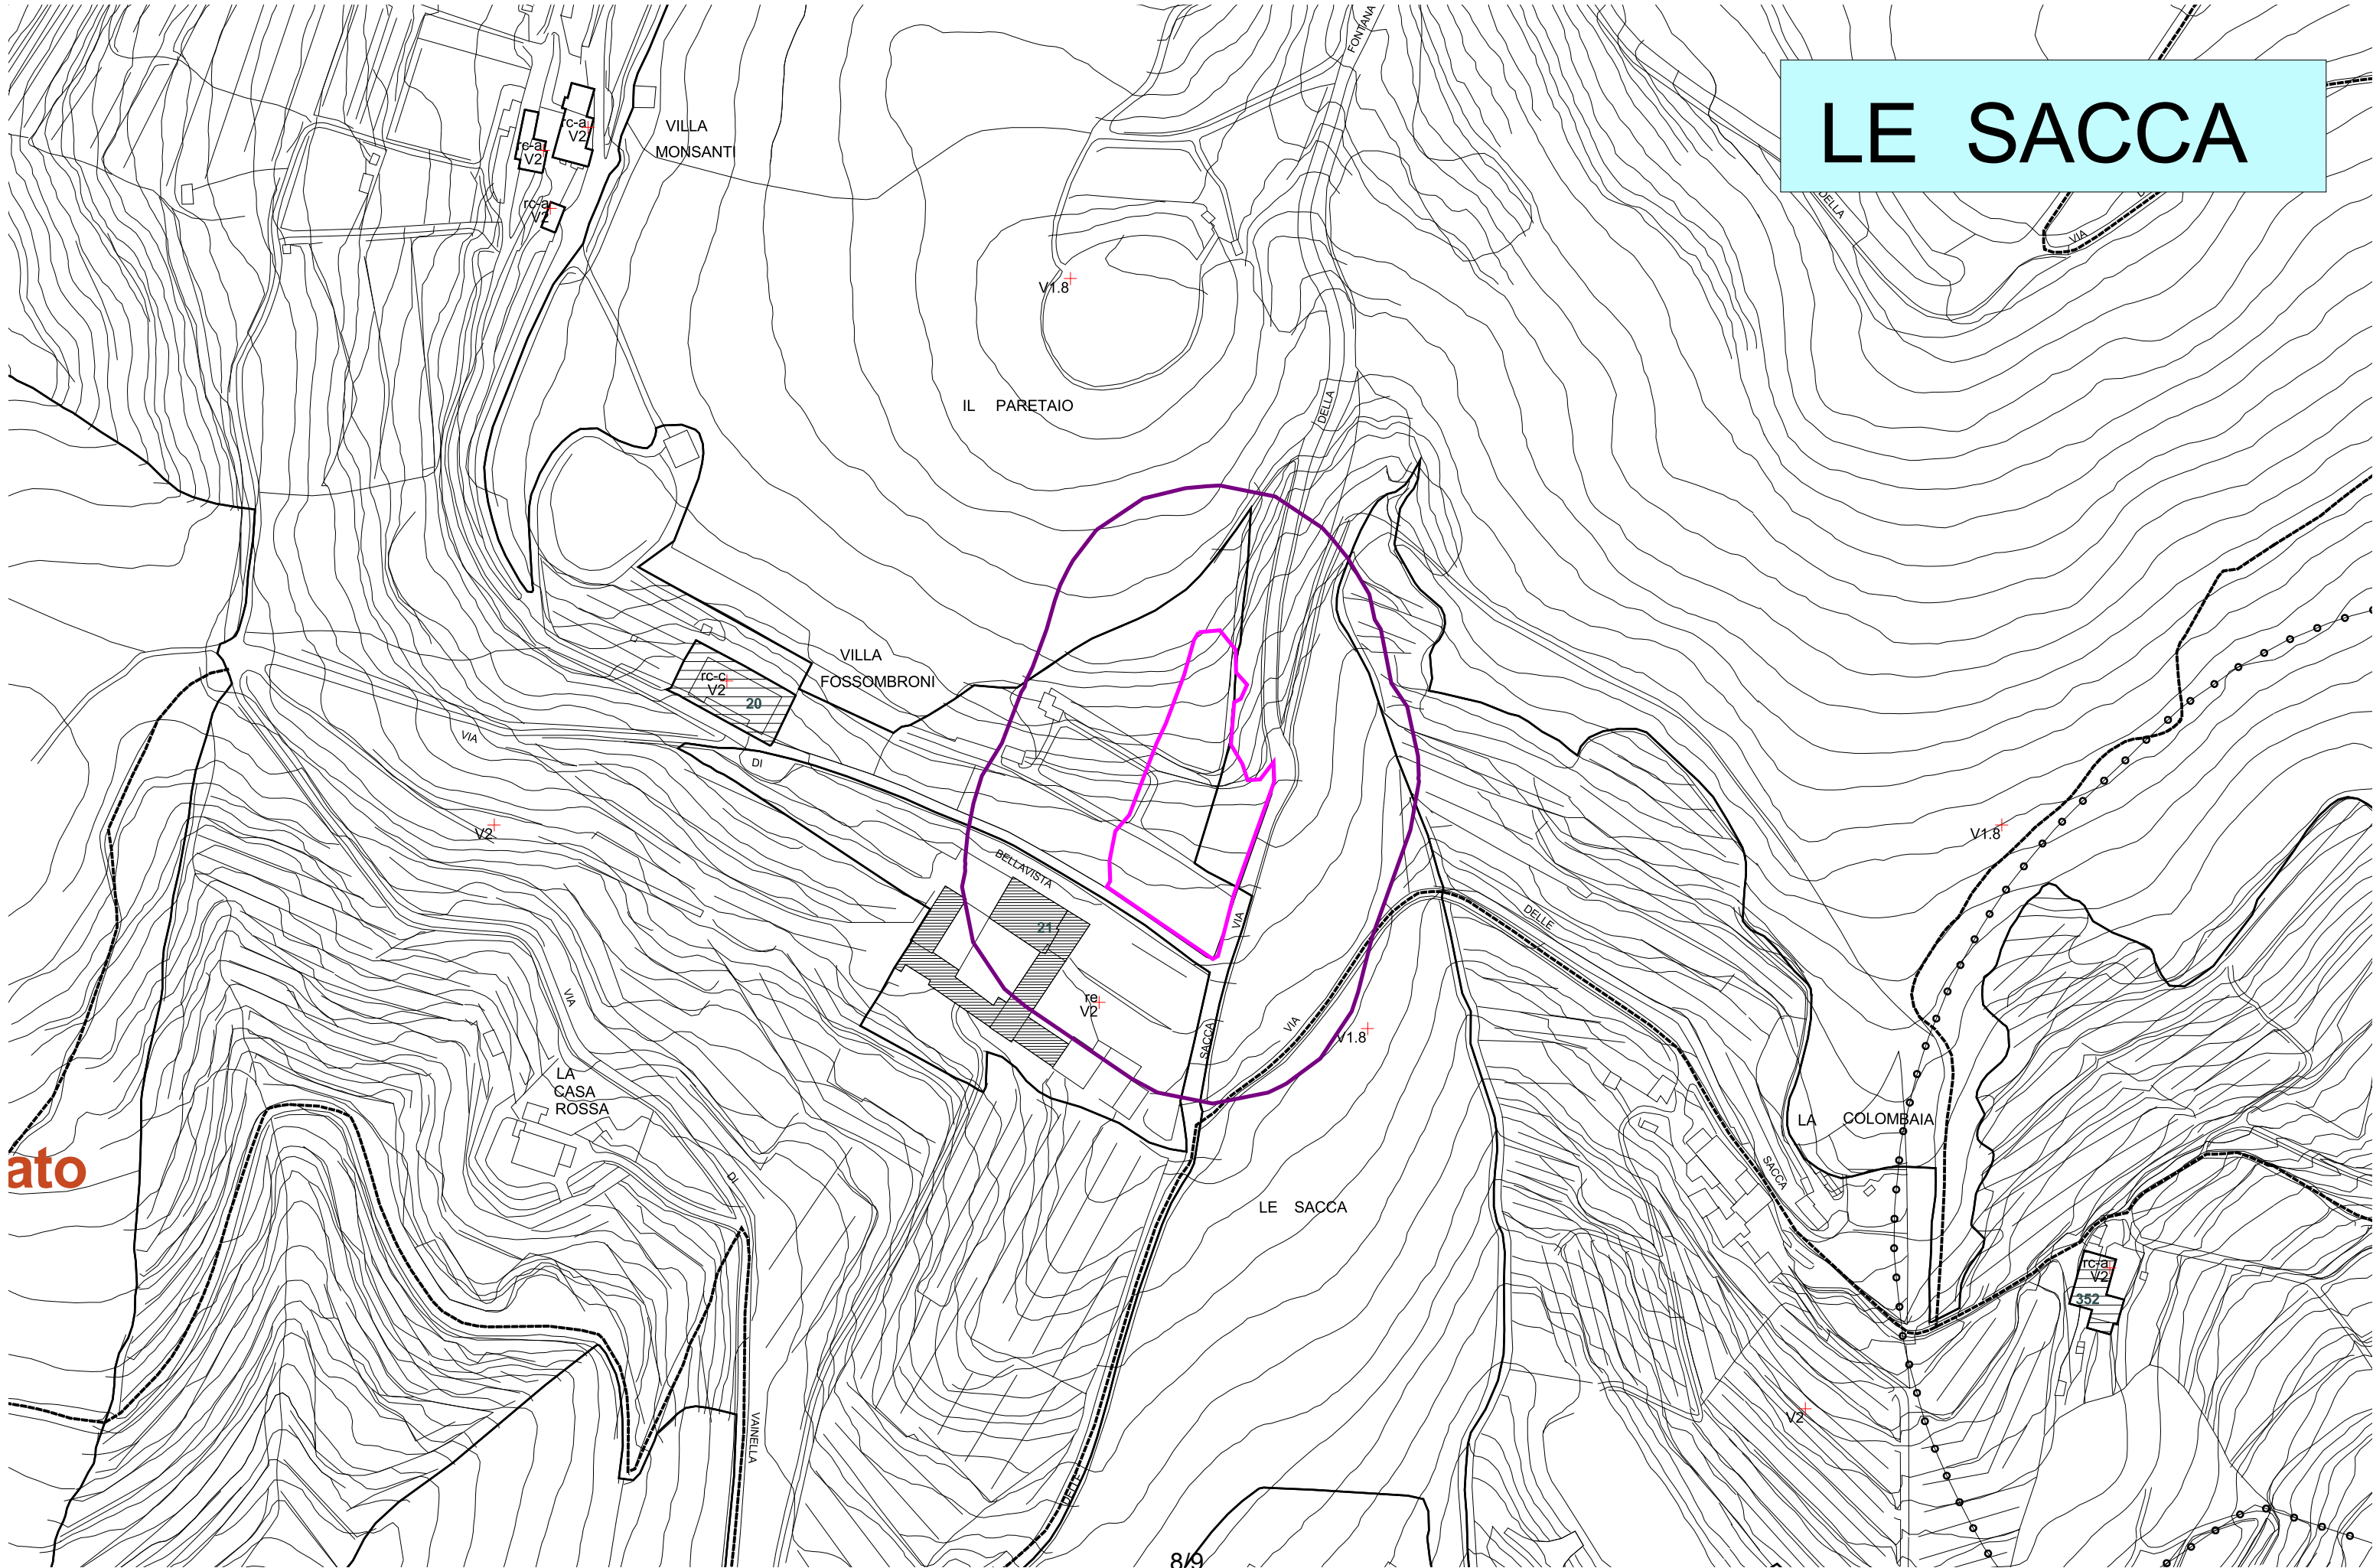 FONTANA
LE SACCA
VILLA
MONSANTI
rc-a
V2
rc-a
V2
rc-a
V2
DELLA
VIA
V1.8
IL PARETAIO
DELLA
VILLA
FOSSOMBRONI
rc-c
V2
20
VIA
DI
V2
V1.8
BELLAVISTA
21
VIA
DELLE
re
V2
VIA
SACCA
V1.8
VIA
LA
CASA
ROSSA
LA COLOMBAIA
ato
DI
SACCA
LE SACCA
rc-a
V2
352
V2
VAINELLA
DELLE
8/9